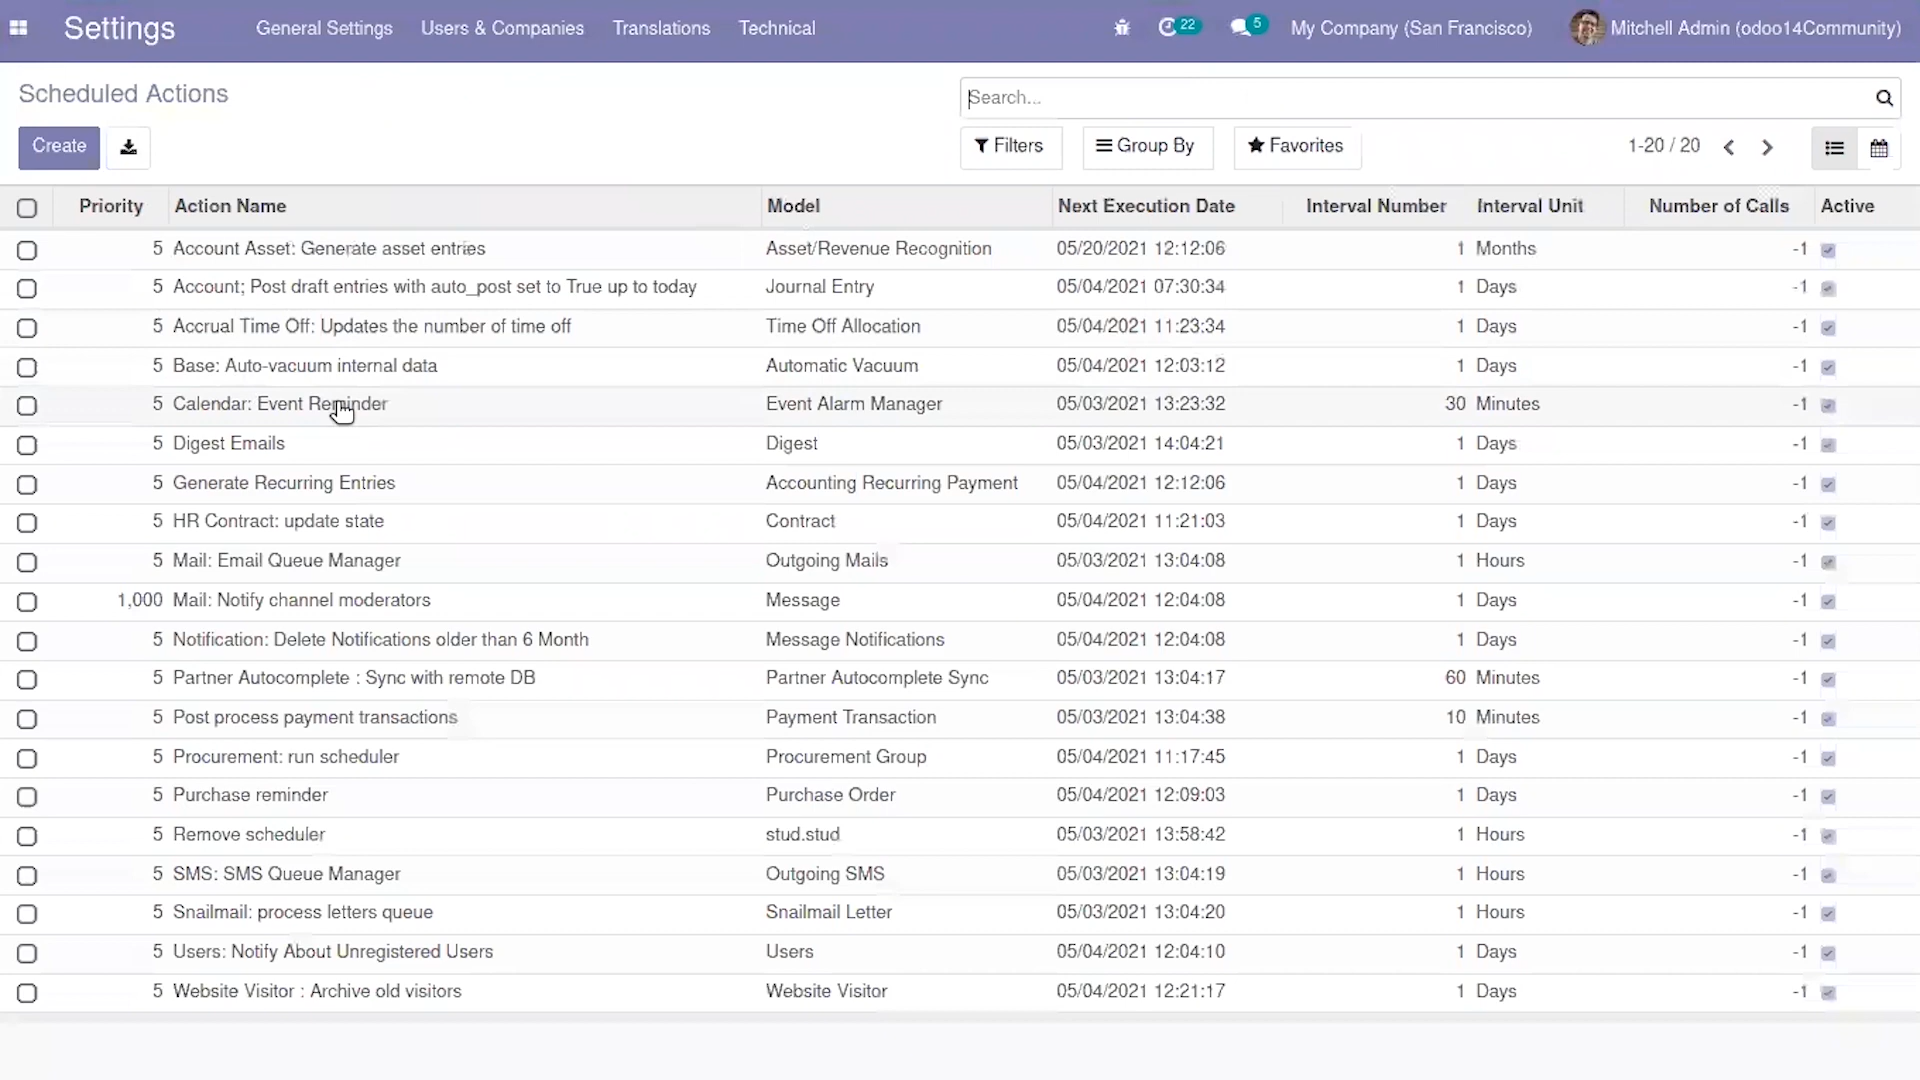 Settings General Settings Users & Companies Translations Technical 22 5 My Company (San Francisco) Mitchell Admin (odoo14Community)
Scheduled Actions Search...
Create Filters Group By Favorites 1-20 / 20
Priority Action Name Model Next Execution Date Interval Number Interval Unit Number of Calls Active
5 Account Asset: Generate asset entries Asset/Revenue Recognition 05/20/2021 12:12:06 1 Months -1
5 Account; Post draft entries with auto_post set to True up to today Journal Entry 05/04/2021 07:30:34 1 Days -1
5 Accrual Time Off: Updates the number of time off Time Off Allocation 05/04/2021 11:23:34 1 Days -1
5 Base: Auto-vacuum internal data Automatic Vacuum 05/04/2021 12:03:12 1 Days -1
5 Calendar: Event Reminder Event Alarm Manager 05/03/2021 13:23:32 30 Minutes -1
5 Digest Emails Digest 05/03/2021 14:04:21 1 Days -1
5 Generate Recurring Entries Accounting Recurring Payment 05/04/2021 12:12:06 1 Days -1
5 HR Contract: update state Contract 05/04/2021 11:21:03 1 Days -1
5 Mail: Email Queue Manager Outgoing Mails 05/03/2021 13:04:08 1 Hours -1
1,000 Mail: Notify channel moderators Message 05/04/2021 12:04:08 1 Days -1
5 Notification: Delete Notifications older than 6 Month Message Notifications 05/04/2021 12:04:08 1 Days -1
5 Partner Autocomplete : Sync with remote DB Partner Autocomplete Sync 05/03/2021 13:04:17 60 Minutes -1
5 Post process payment transactions Payment Transaction 05/03/2021 13:04:38 10 Minutes -1
5 Procurement: run scheduler Procurement Group 05/04/2021 11:17:45 1 Days -1
5 Purchase reminder Purchase Order 05/04/2021 12:09:03 1 Days -1
5 Remove scheduler stud.stud 05/03/2021 13:58:42 1 Hours -1
5 SMS: SMS Queue Manager Outgoing SMS 05/03/2021 13:04:19 1 Hours -1
5 Snailmail: process letters queue Snailmail Letter 05/03/2021 13:04:20 1 Hours -1
5 Users: Notify About Unregistered Users Users 05/04/2021 12:04:10 1 Days -1
5 Website Visitor : Archive old visitors Website Visitor 05/04/2021 12:21:17 1 Days -1